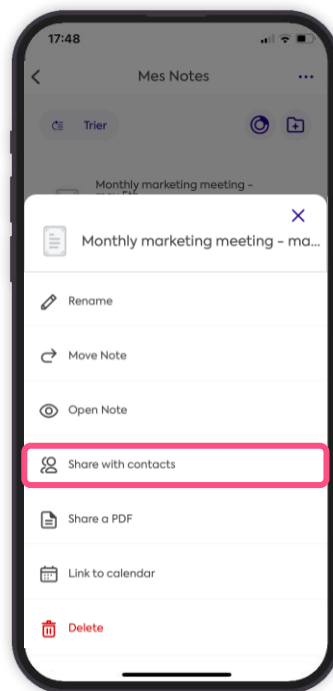 17:48
Mes Notes
Trier
Monthly marketing meeting -
Monthly marketing meeting - ma...
Rename
Move Note
Open Note
Share with contacts
Share a PDF
Link to calendar
Delete